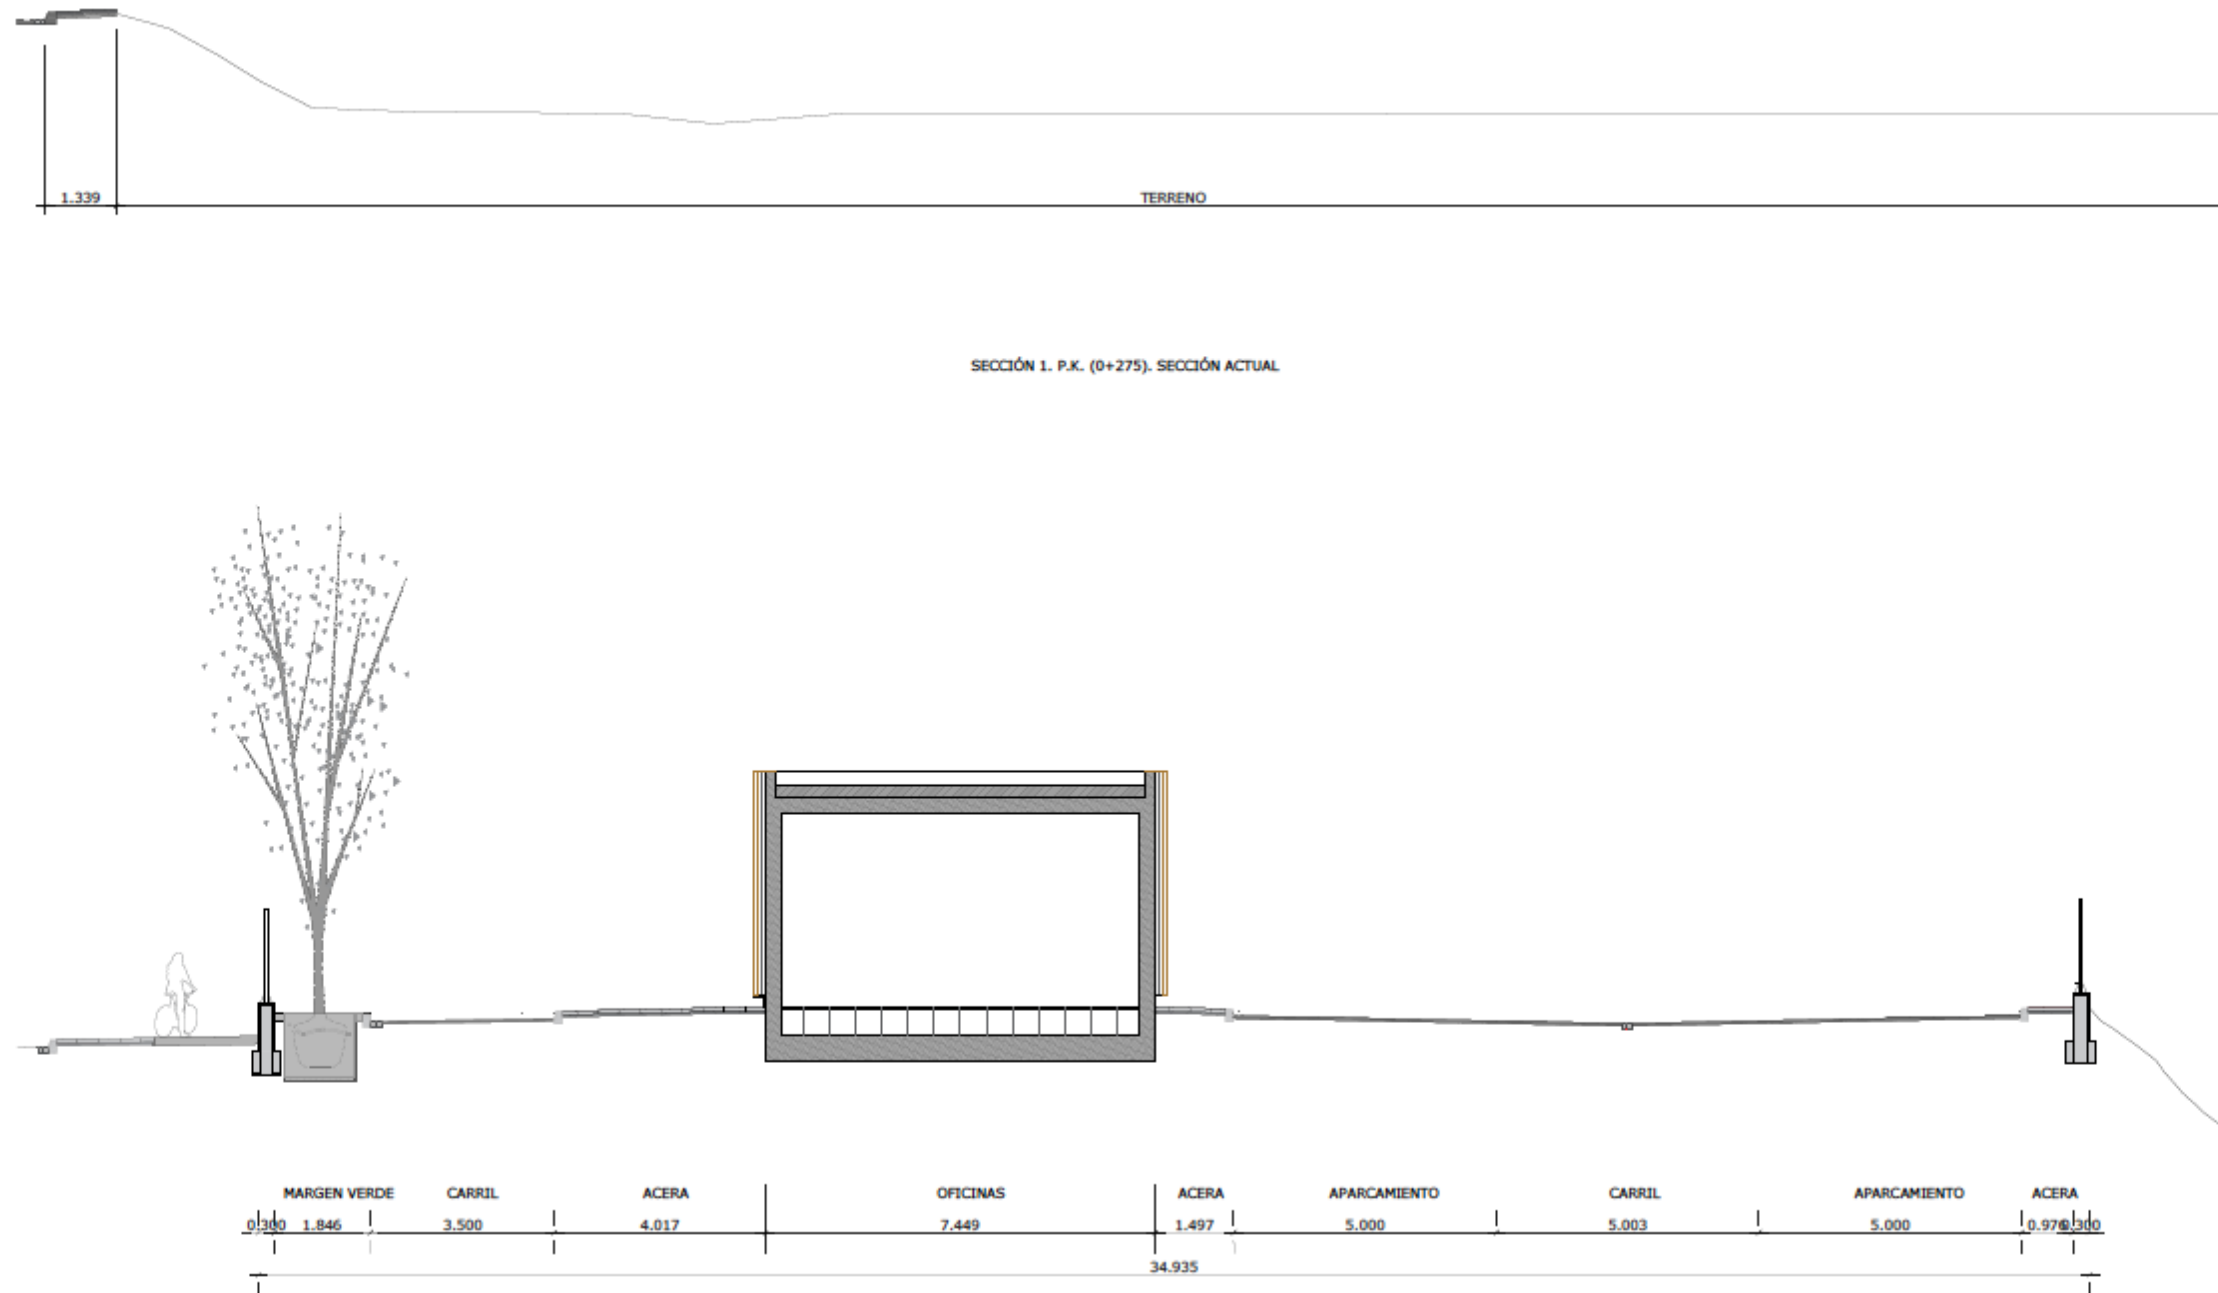 1.339
TERRENO
SECCIÓN 1. P.K. (0+275). SECCIÓN ACTUAL
MARGEN VERDE CARRIL ACERA OFICINAS ACERA APARCAMIENTO CARRIL APARCAMIENTO ACERA
0.300 1.846 3.500 4.017 7.449 1.497 5.000 5.003 5.000 0.976 0.300
34.935